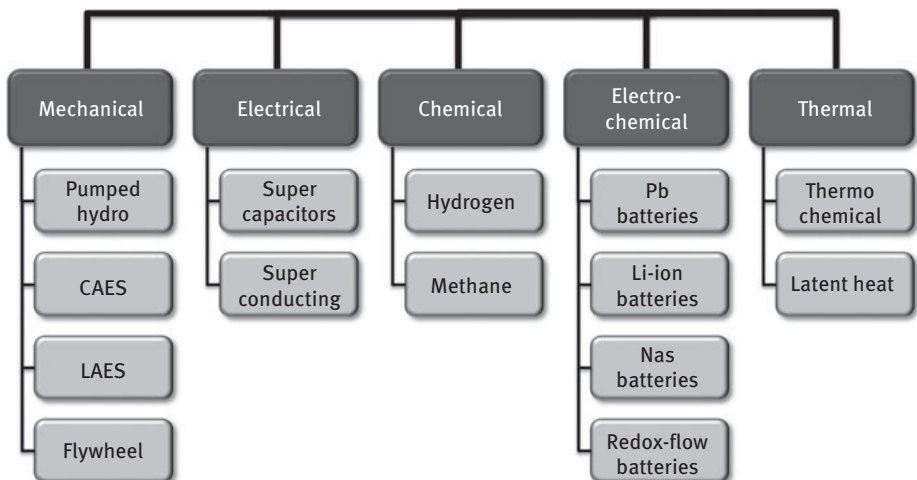 Mechanical
Electrical
Chemical
Electro-
chemical
Thermal
Pumped
hydro
CAES
LAES
Flywheel
Super
capacitors
Super
conducting
Hydrogen
Methane
Pb
batteries
Li-ion
batteries
Nas
batteries
Redox-flow
batteries
Thermo
chemical
Latent heat